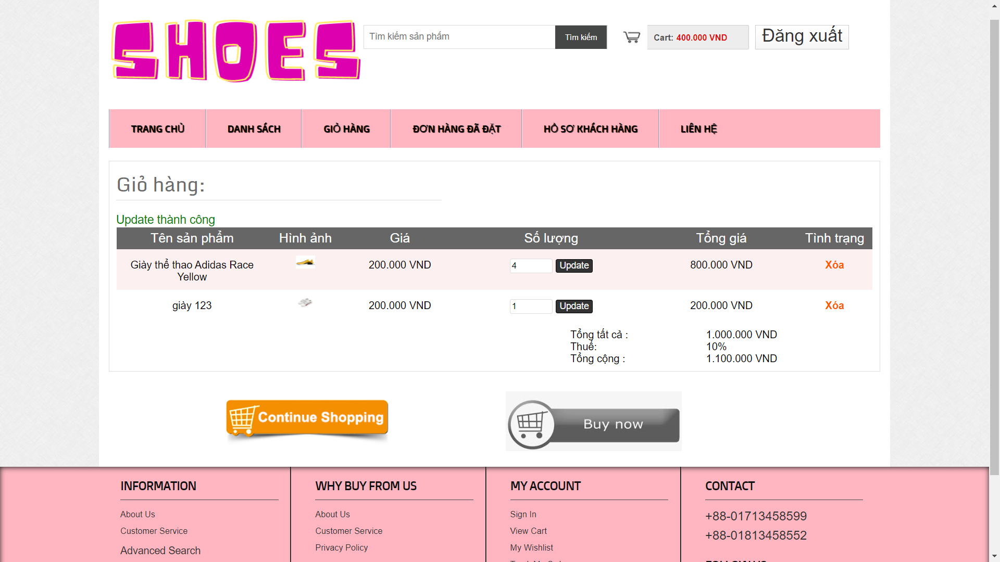 SHOES
Tìm kiếm sản phẩm
Tìm kiếm
Cart: 400.000 VND
Đăng xuất
TRANG CHỦ DANH SÁCH GIỎ HÀNG ĐƠN HÀNG ĐÃ ĐẶT HỒ SƠ KHÁCH HÀNG LIÊN HỆ
Giỏ hàng:
Update thành công
Tên sản phẩm Hình ảnh Giá Số lượng Tổng giá Tình trạng
Giày thể thao Adidas Race 200.000 VND 4 Update 800.000 VND Xóa
Yellow
giày 123 200.000 VND 1 Update 200.000 VND Xóa
Tổng tất cả : 1.000.000 VND
Thuế: 10%
Tổng cộng : 1.100.000 VND
Continue Shopping
Buy now
INFORMATION
About Us
Customer Service
Advanced Search
WHY BUY FROM US
About Us
Customer Service
Privacy Policy
MY ACCOUNT
Sign In
View Cart
My Wishlist
CONTACT
+88-01713458599
+88-01813458552